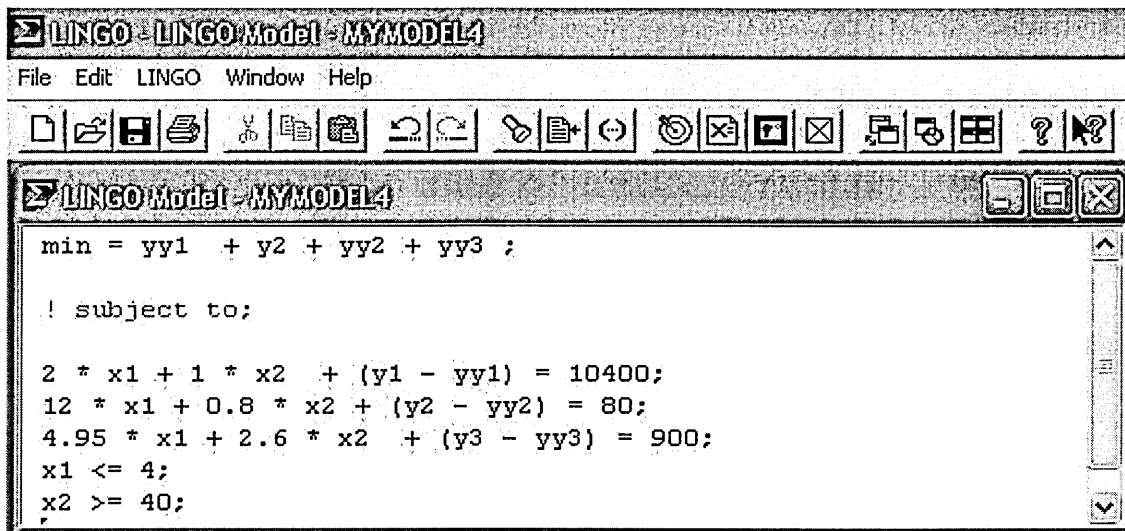 LINGO - LINGO Model - MYMODEL4
File Edit LINGO Window Help
LINGO Model - MYMODEL4
min = yy1 + y2 + yy2 + yy3 ;
! subject to;
2 * x1 + 1 * x2 + (y1 - yy1) = 10400;
12 * x1 + 0.8 * x2 + (y2 - yy2) = 80;
4.95 * x1 + 2.6 * x2 + (y3 - yy3) = 900;
x1 <= 4;
x2 >= 40;